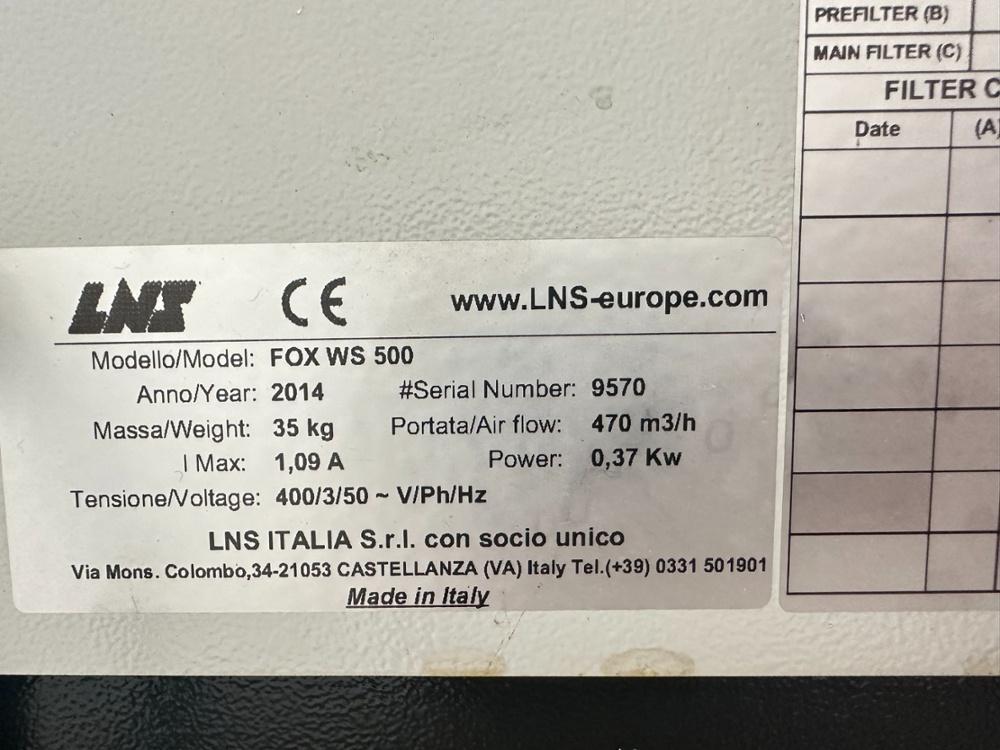 PREFILTER (B)
MAIN FILTER (C)
FILTER C
Date (A)
LNS CE www.LNS-europe.com
Modello/Model: FOX WS 500
Anno/Year: 2014 #Serial Number: 9570
Massa/Weight: 35 kg Portata/Air flow: 470 m3/h
I Max: 1,09 A Power: 0,37 Kw
Tensione/Voltage: 400/3/50 ~ V/Ph/Hz
LNS ITALIA S.r.l. con socio unico
Via Mons. Colombo,34-21053 CASTELLANZA (VA) Italy Tel.(+39) 0331 501901
Made in Italy